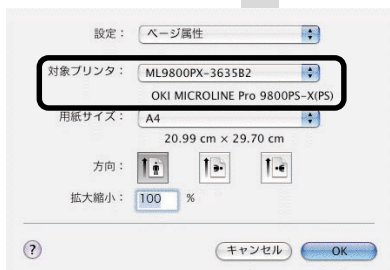 設定： ページ属性
対象プリンタ： ML9800PX-3635B2
OKI MICROLINE Pro 9800PS-X(PS)
用紙サイズ： A4
20.99 cm × 29.70 cm
方向：
拡大縮小： 100 %
? キャンセル OK